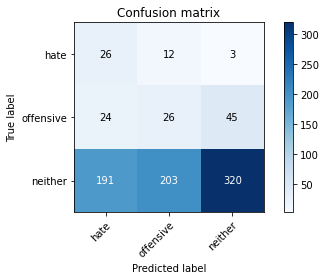 Confusion matrix
hate 26 12 3
offensive 24 26 45
neither 191 203 320
hate offensive neither
True label
Predicted label
300
250
200
150
100
50